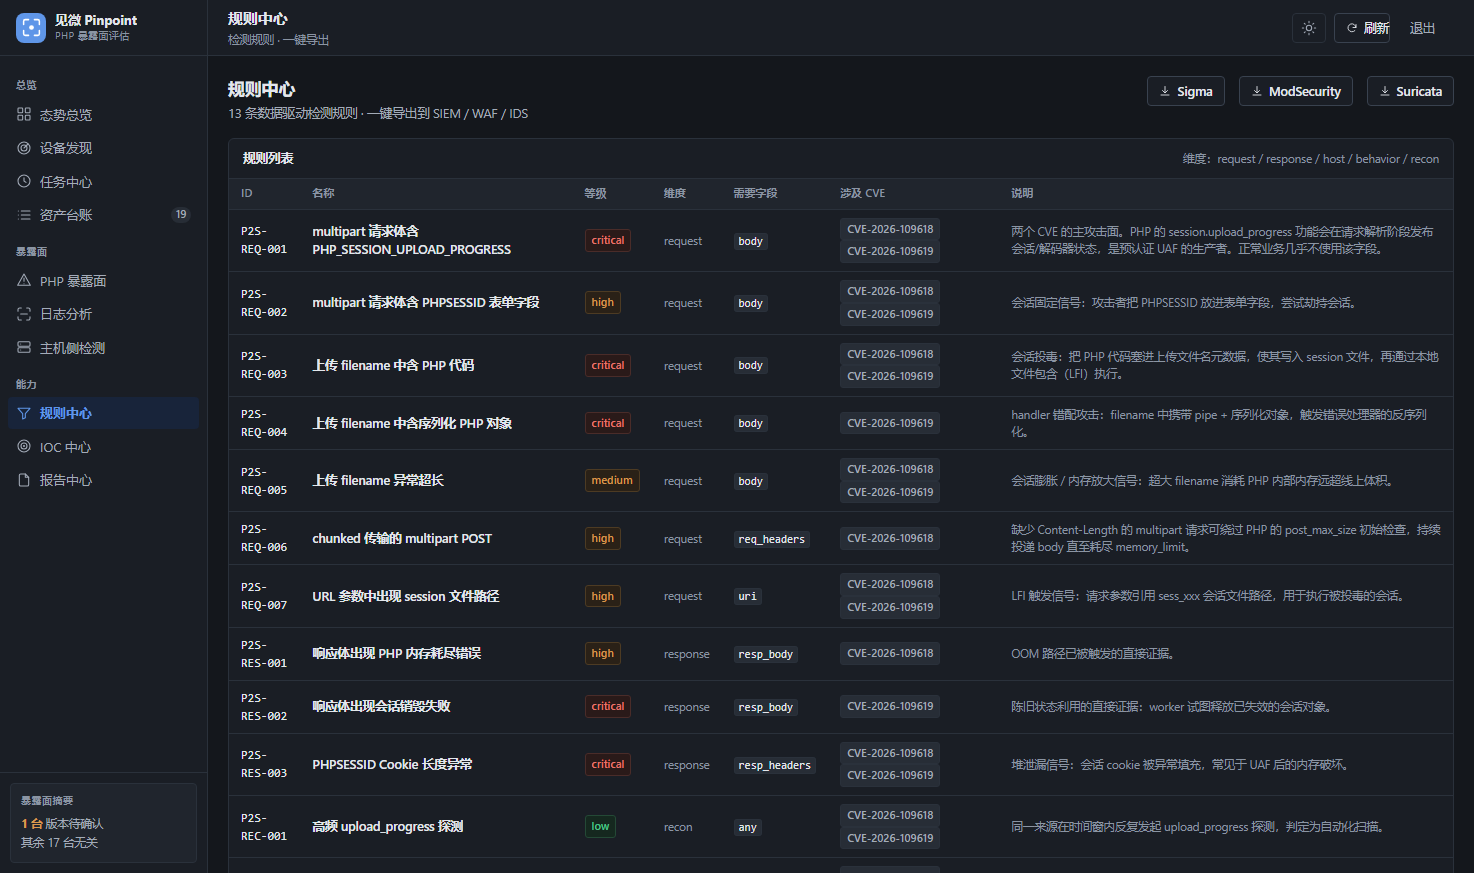 见微 Pinpoint
PHP 暴露面评估
总览
态势总览
设备发现
任务中心
资产台账
19
暴露面
PHP 暴露面
日志分析
主机侧检测
能力
规则中心
IOC 中心
报告中心
暴露面摘要
1 台 版本待确认
其余 17 台无关
规则中心
检测规则 · 一键导出
刷新
退出
规则中心
13 条数据驱动检测规则 · 一键导出到 SIEM / WAF / IDS
Sigma
ModSecurity
Suricata
规则列表
维度：request / response / host / behavior / recon
ID 名称 等级 维度 需要字段 涉及 CVE 说明
P2S-REQ-001
multipart 请求体含
PHP_SESSION_UPLOAD_PROGRESS
critical
request
body
CVE-2026-109618
CVE-2026-109619
两个 CVE 的主攻击面。PHP 的 session.upload_progress 功能会在请求解析阶段发布
会话/解码器状态，是预认证 UAF 的生产者。正常业务几乎不使用该字段。
P2S-REQ-002
multipart 请求体含 PHPSESSID 表单字段
high
request
body
CVE-2026-109618
CVE-2026-109619
会话固定信号：攻击者把 PHPSESSID 放进表单字段，尝试劫持会话。
P2S-REQ-003
上传 filename 中含 PHP 代码
critical
request
body
CVE-2026-109618
CVE-2026-109619
会话投毒：把 PHP 代码塞进上传文件名元数据，使其写入 session 文件，再通过本地
文件包含（LFI）执行。
P2S-REQ-004
上传 filename 中含序列化 PHP 对象
critical
request
body
CVE-2026-109619
handler 错配攻击：filename 中携带 pipe + 序列化对象，触发错误处理器的反序列
化。
P2S-REQ-005
上传 filename 异常超长
medium
request
body
CVE-2026-109618
CVE-2026-109619
会话膨胀 / 内存放大信号：超大 filename 消耗 PHP 内部内存远超线上体积。
P2S-REQ-006
chunked 传输的 multipart POST
high
request
req_headers
CVE-2026-109618
缺少 Content-Length 的 multipart 请求可绕过 PHP 的 post_max_size 初始检查，持续
投递 body 直至耗尽 memory_limit。
P2S-REQ-007
URL 参数中出现 session 文件路径
high
request
uri
CVE-2026-109618
CVE-2026-109619
LFI 触发信号：请求参数引用 sess_xxx 会话文件路径，用于执行被投毒的会话。
P2S-RES-001
响应体出现 PHP 内存耗尽错误
high
response
resp_body
CVE-2026-109618
OOM 路径已被触发的直接证据。
P2S-RES-002
响应体出现会话销毁失败
critical
response
resp_body
CVE-2026-109619
陈旧状态利用的直接证据：worker 试图释放已失效的会话对象。
P2S-RES-003
PHPSESSID Cookie 长度异常
critical
response
resp_headers
CVE-2026-109618
CVE-2026-109619
堆泄漏信号：会话 cookie 被异常填充，常见于 UAF 后的内存破坏。
P2S-REC-001
高频 upload_progress 探测
low
recon
any
CVE-2026-109618
CVE-2026-109619
同一来源在时间窗内反复发起 upload_progress 探测，判定为自动化扫描。